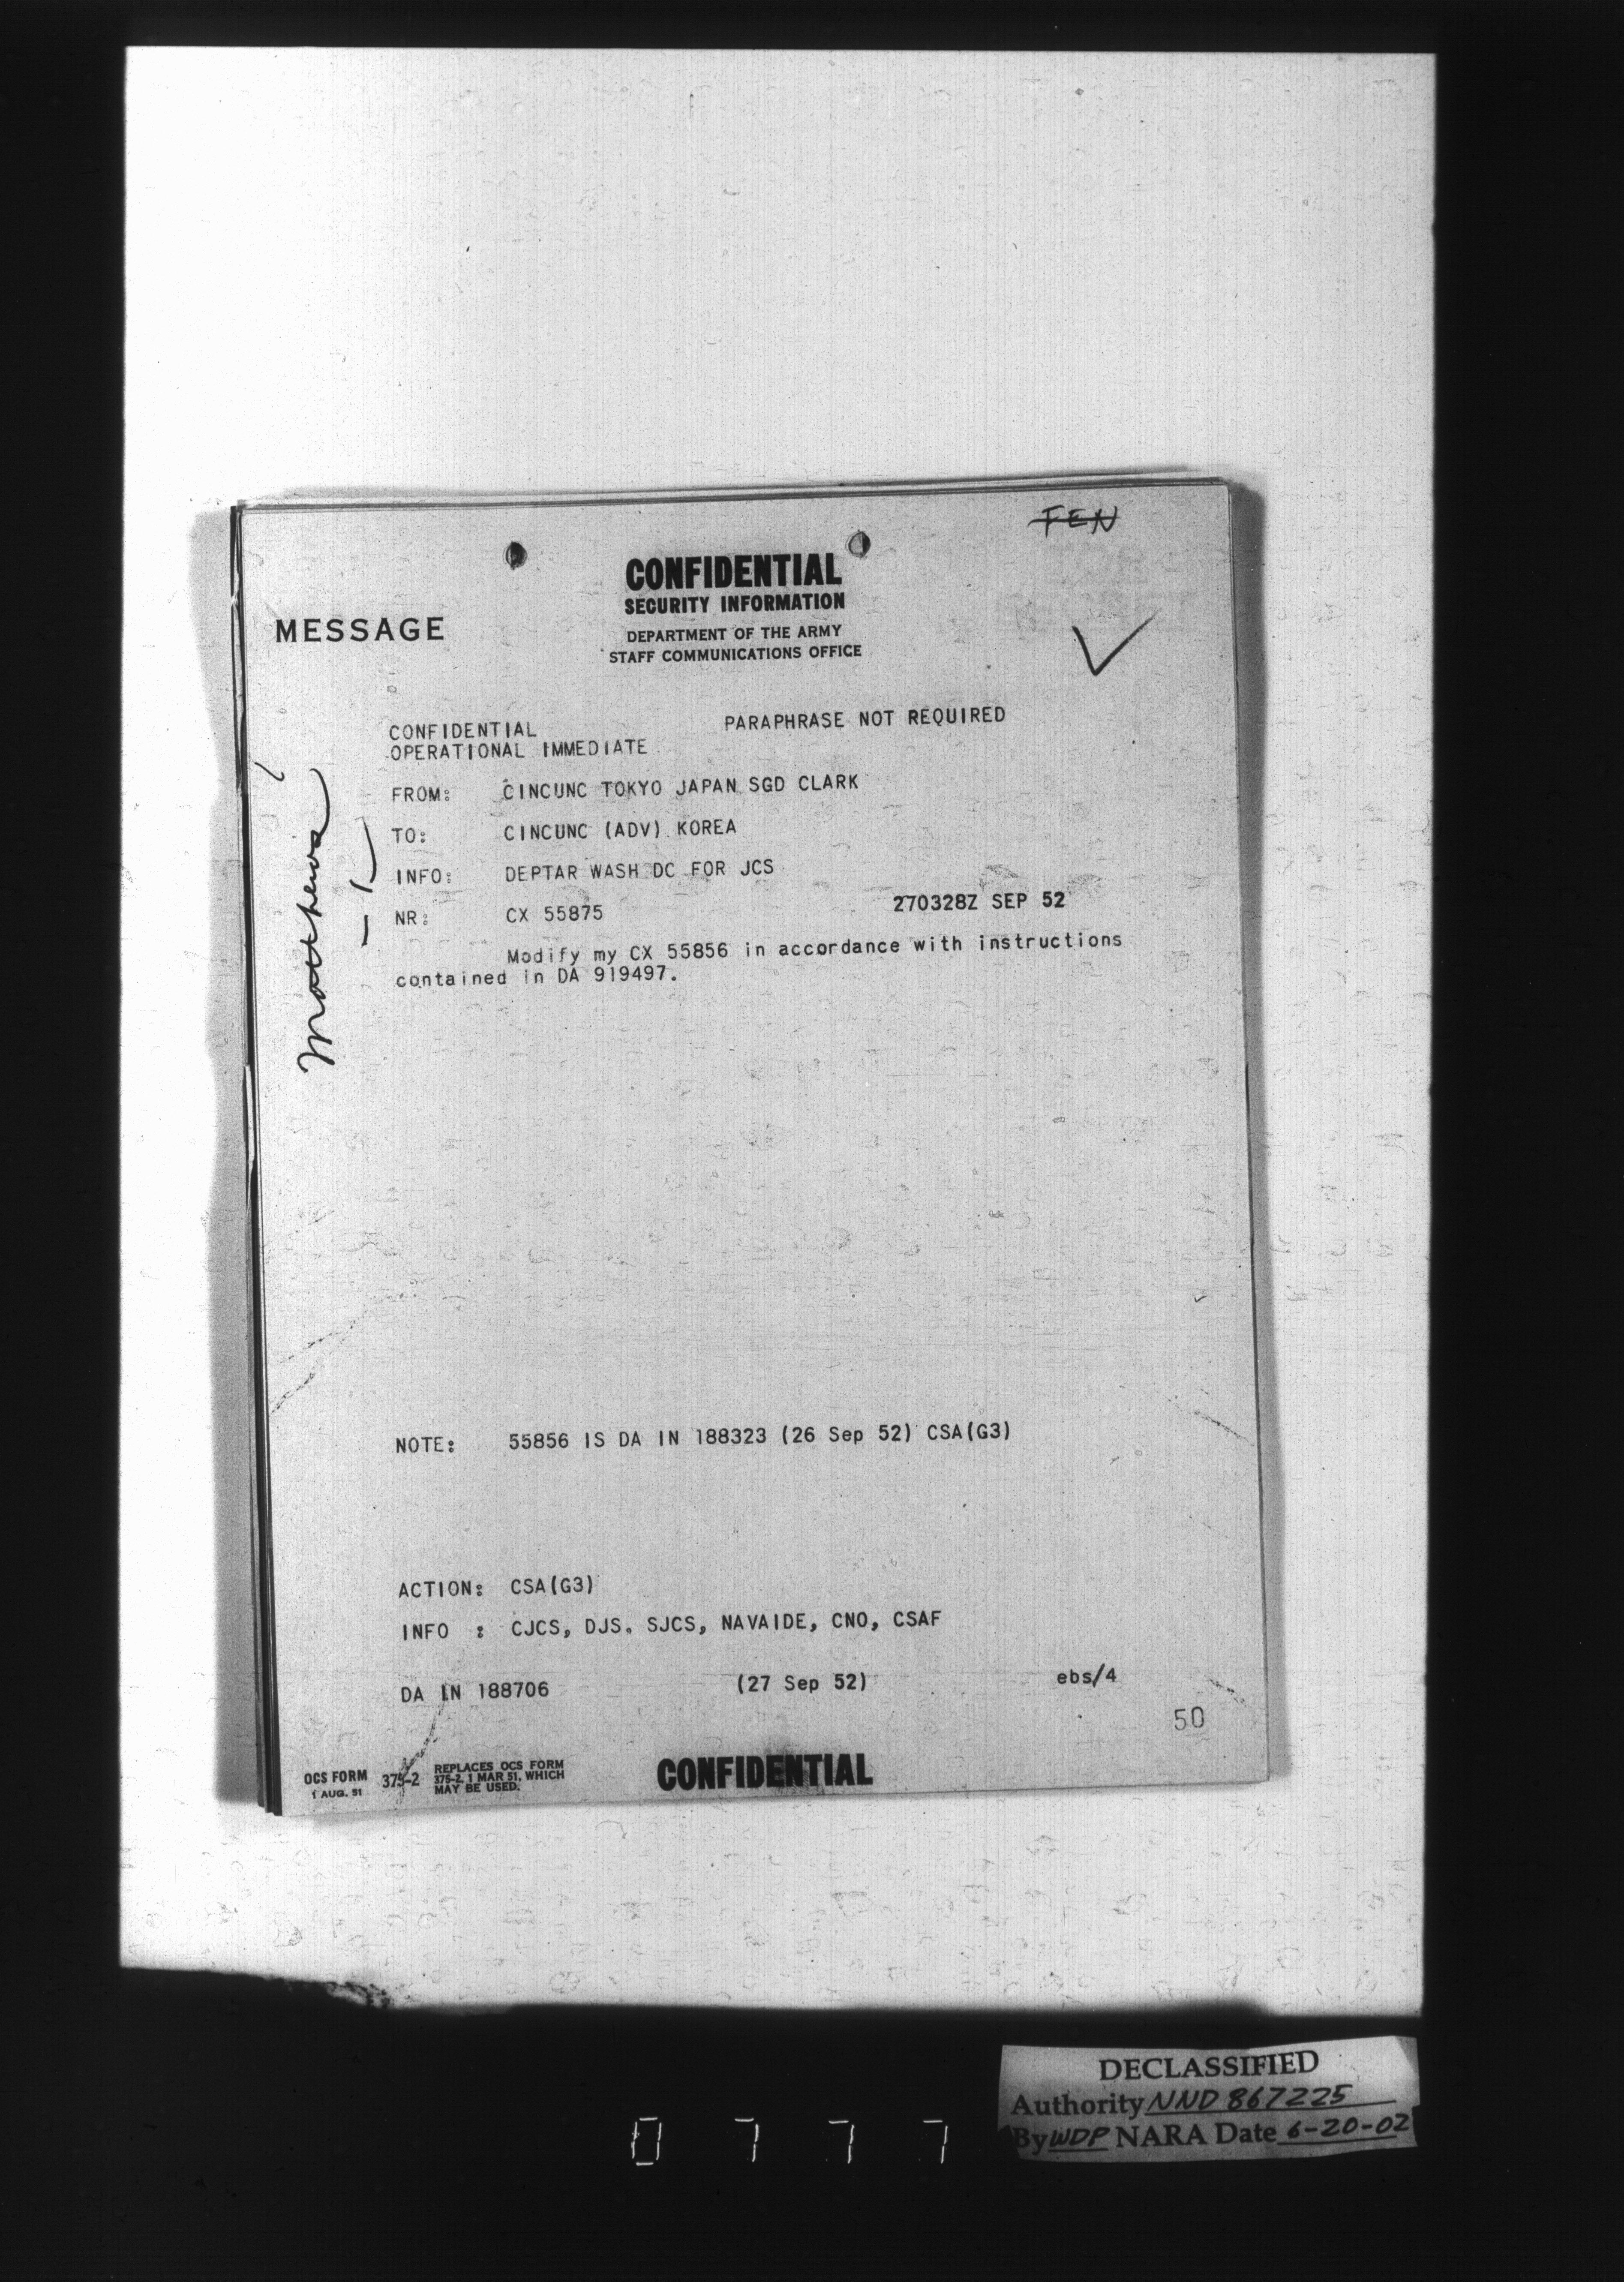 FEN
CONFIDENTIAL
SECURITY INFORMATION
MESSAGE
DEPARTMENT OF THE ARMY
STAFF COMMUNICATIONS OFFICE
CONFIDENTIAL PARAPHRASE NOT REQUIRED
OPERATIONAL IMMEDIATE
FROM: CINCUNC TOKYO JAPAN SGD CLARK
TO: CINCUNC (ADV) KOREA
INFO: DEPTAR WASH DC FOR JCS
NR: CX 55875 270328Z SEP 52
Modify my CX 55856 in accordance with instructions
contained in DA 919497.
Matthews
NOTE: 55856 IS DA IN 188323 (26 Sep 52) CSA(G3)
ACTION: CSA(G3)
INFO : CJCS, DJS. SJCS, NAVAIDE, CNO, CSAF
DA IN 188706 (27 Sep 52) ebs/4
50
OCS FORM 375-2 REPLACES OCS FORM
1 AUG. 51 375-2, 1 MAR 51, WHICH
MAY BE USED.
CONFIDENTIAL
DECLASSIFIED
Authority NND 867225
By WDP NARA Date 6-20-02
0777